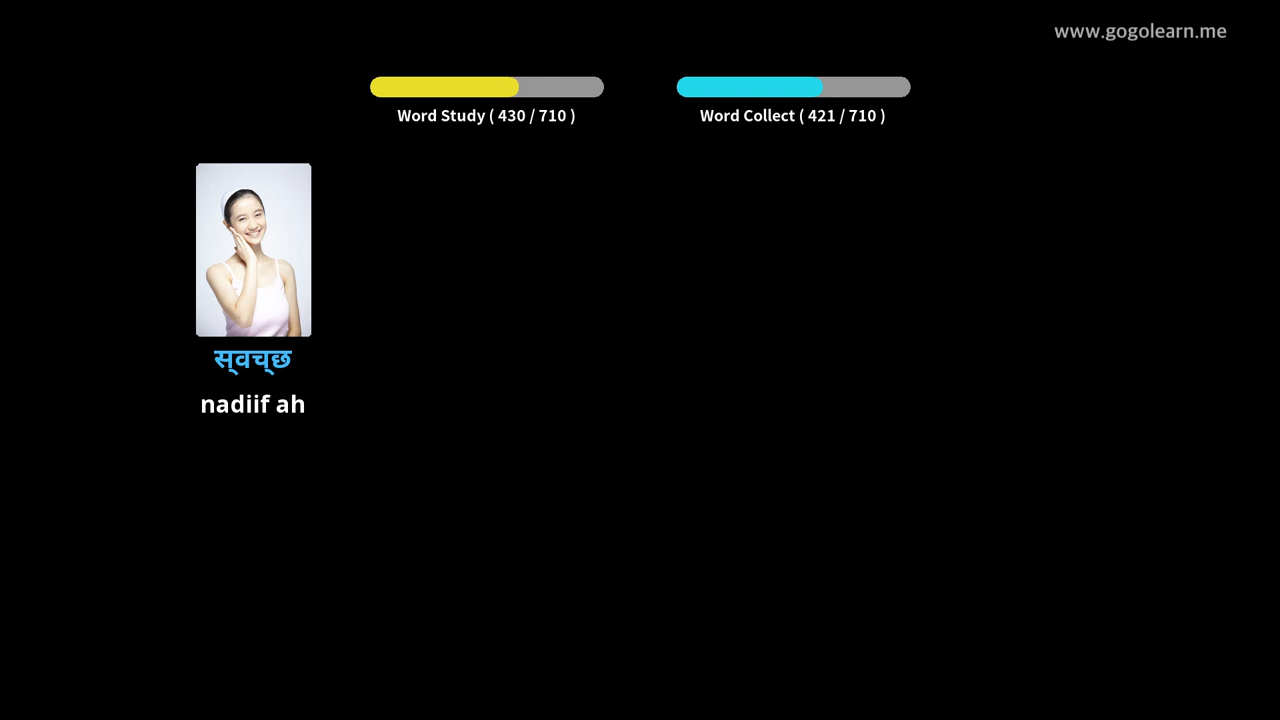 www.gogolearn.me
Word Study ( 430 / 710 )
Word Collect ( 421 / 710 )
स्‌वच्‌छ
nadiif ah